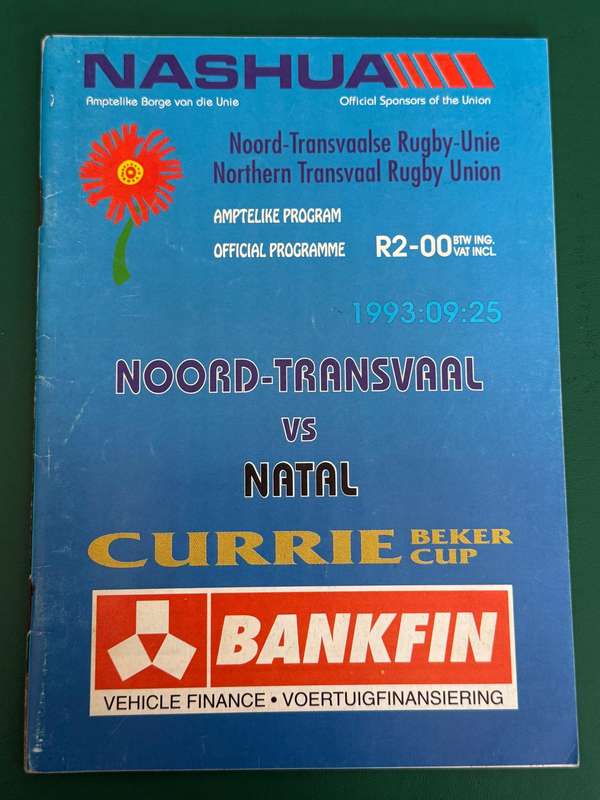 NASHUA
Amptelike Borge van die Unie
Official Sponsors of the Union
Noord-Transvaalse Rugby-Unie
Northern Transvaal Rugby Union
AMPTELIKE PROGRAM
OFFICIAL PROGRAMME
R2-00 BTW ING.
VAT INCL.
1993:09:25
NOORD-TRANSVAAL
VS
NATAL
CURRIE BEKER
CUP
BANKFIN
VEHICLE FINANCE • VOERTUIGFINANSIERING